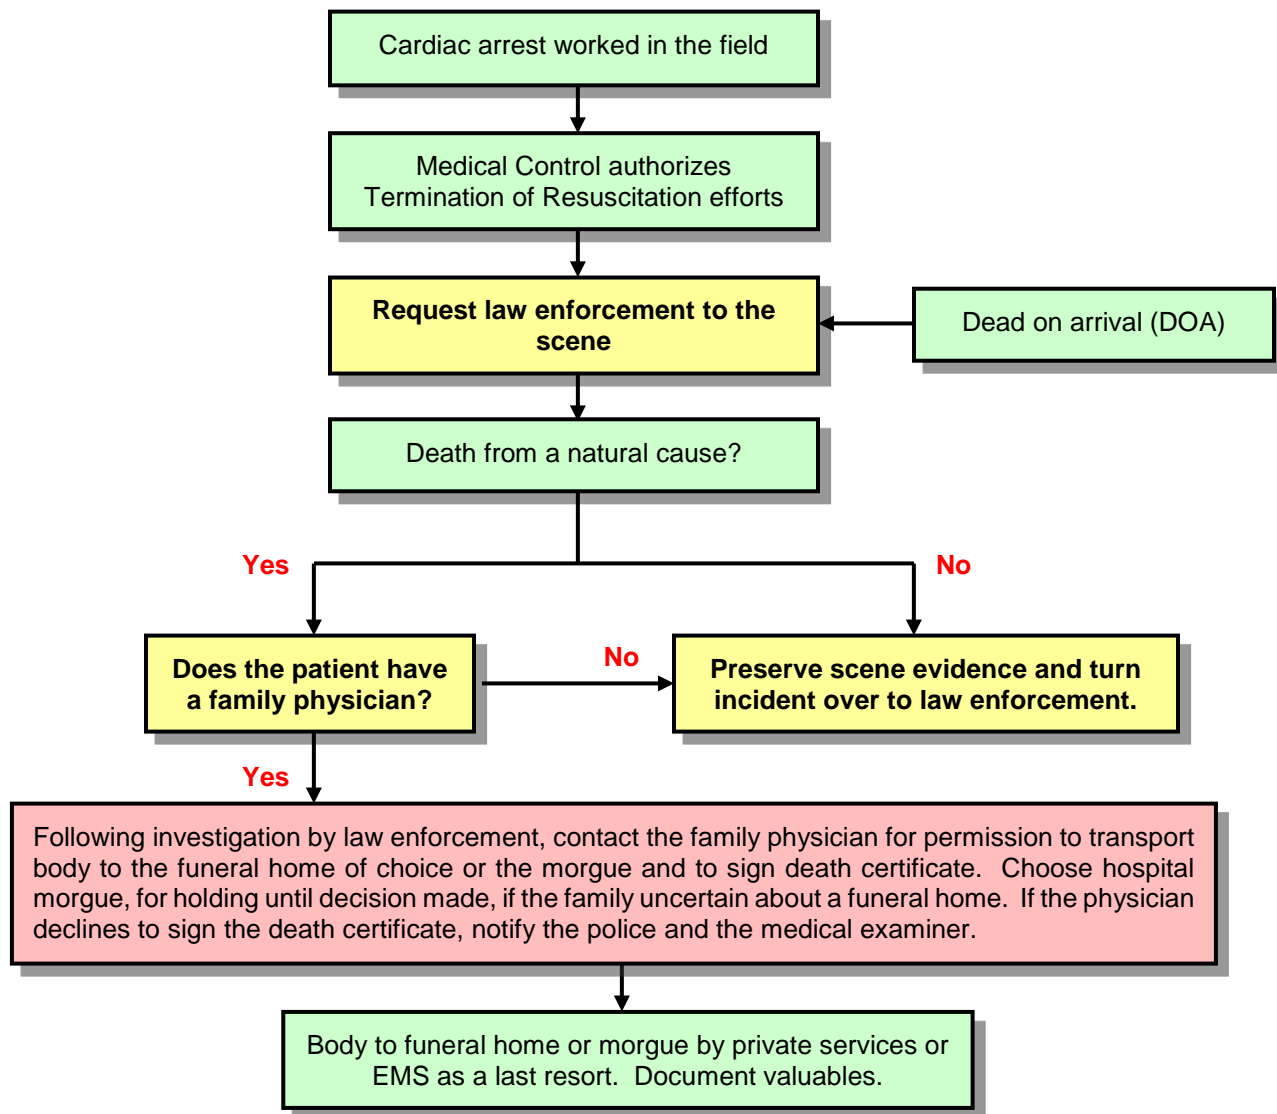 Cardiac arrest worked in the field
Medical Control authorizes
Termination of Resuscitation efforts
Request law enforcement to the
scene
Dead on arrival (DOA)
Death from a natural cause?
Yes
No
Does the patient have
a family physician?
No
Preserve scene evidence and turn
incident over to law enforcement.
Yes
Following investigation by law enforcement, contact the family physician for permission to transport
body to the funeral home of choice or the morgue and to sign death certificate. Choose hospital
morgue, for holding until decision made, if the family uncertain about a funeral home. If the physician
declines to sign the death certificate, notify the police and the medical examiner.
Body to funeral home or morgue by private services or
EMS as a last resort. Document valuables.